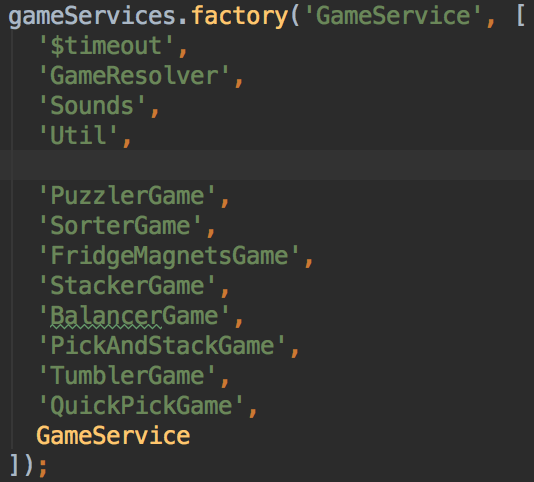 gameServices.factory('GameService', [
'$timeout',
'GameResolver',
'Sounds',
'Util',
'PuzzlerGame',
'SorterGame',
'FridgeMagnetsGame',
'StackerGame',
'BalancerGame',
'PickAndStackGame',
'TumblerGame',
'QuickPickGame',
GameService
]);